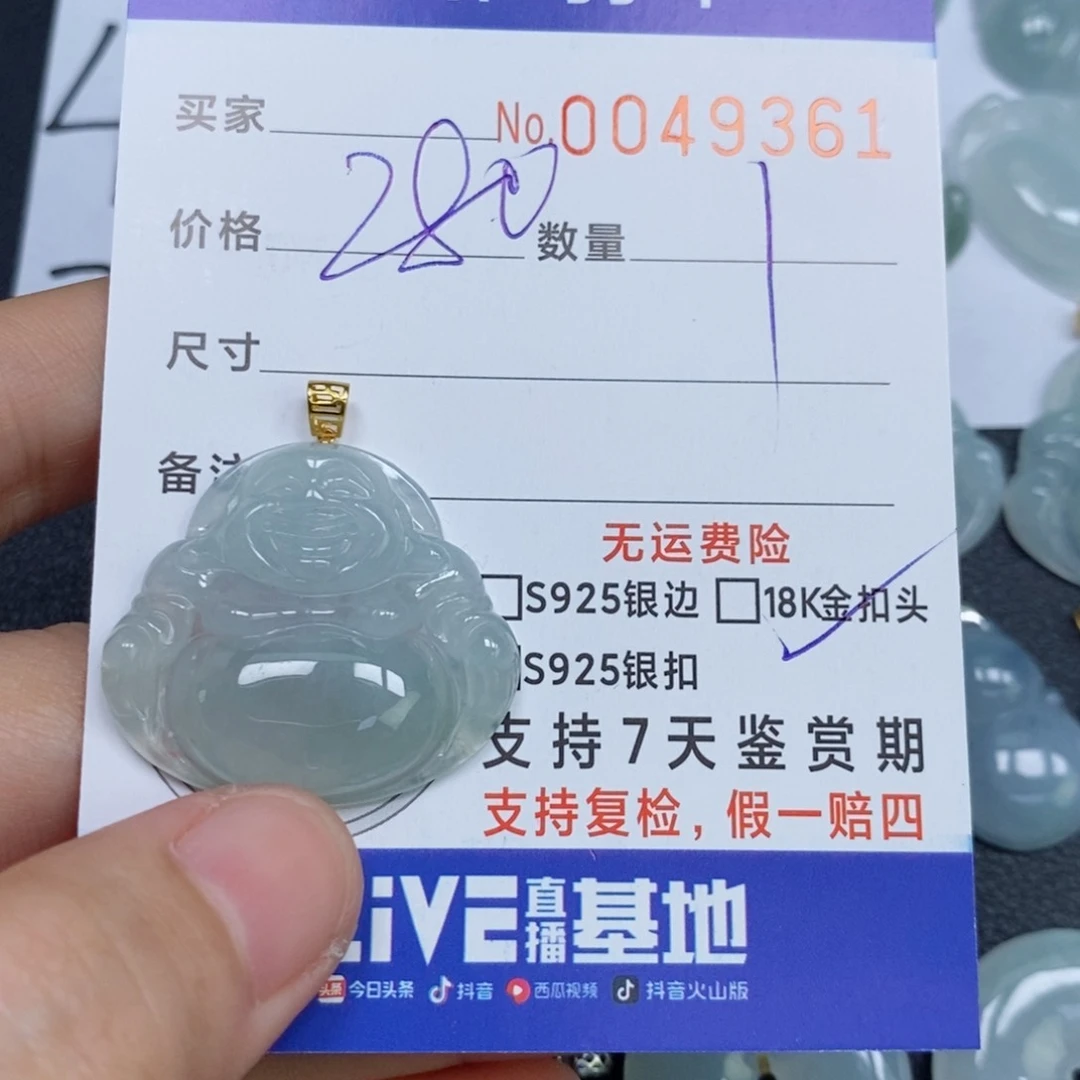 买家 No.0049361
价格 280 数量 1
尺寸
备注
无运费险
S925银边 18K金扣头
S925银扣
支持7天鉴赏期
支持复检，假一赔四
LiVE直播基地
头条 今日头条 抖音 西瓜视频 抖音火山版